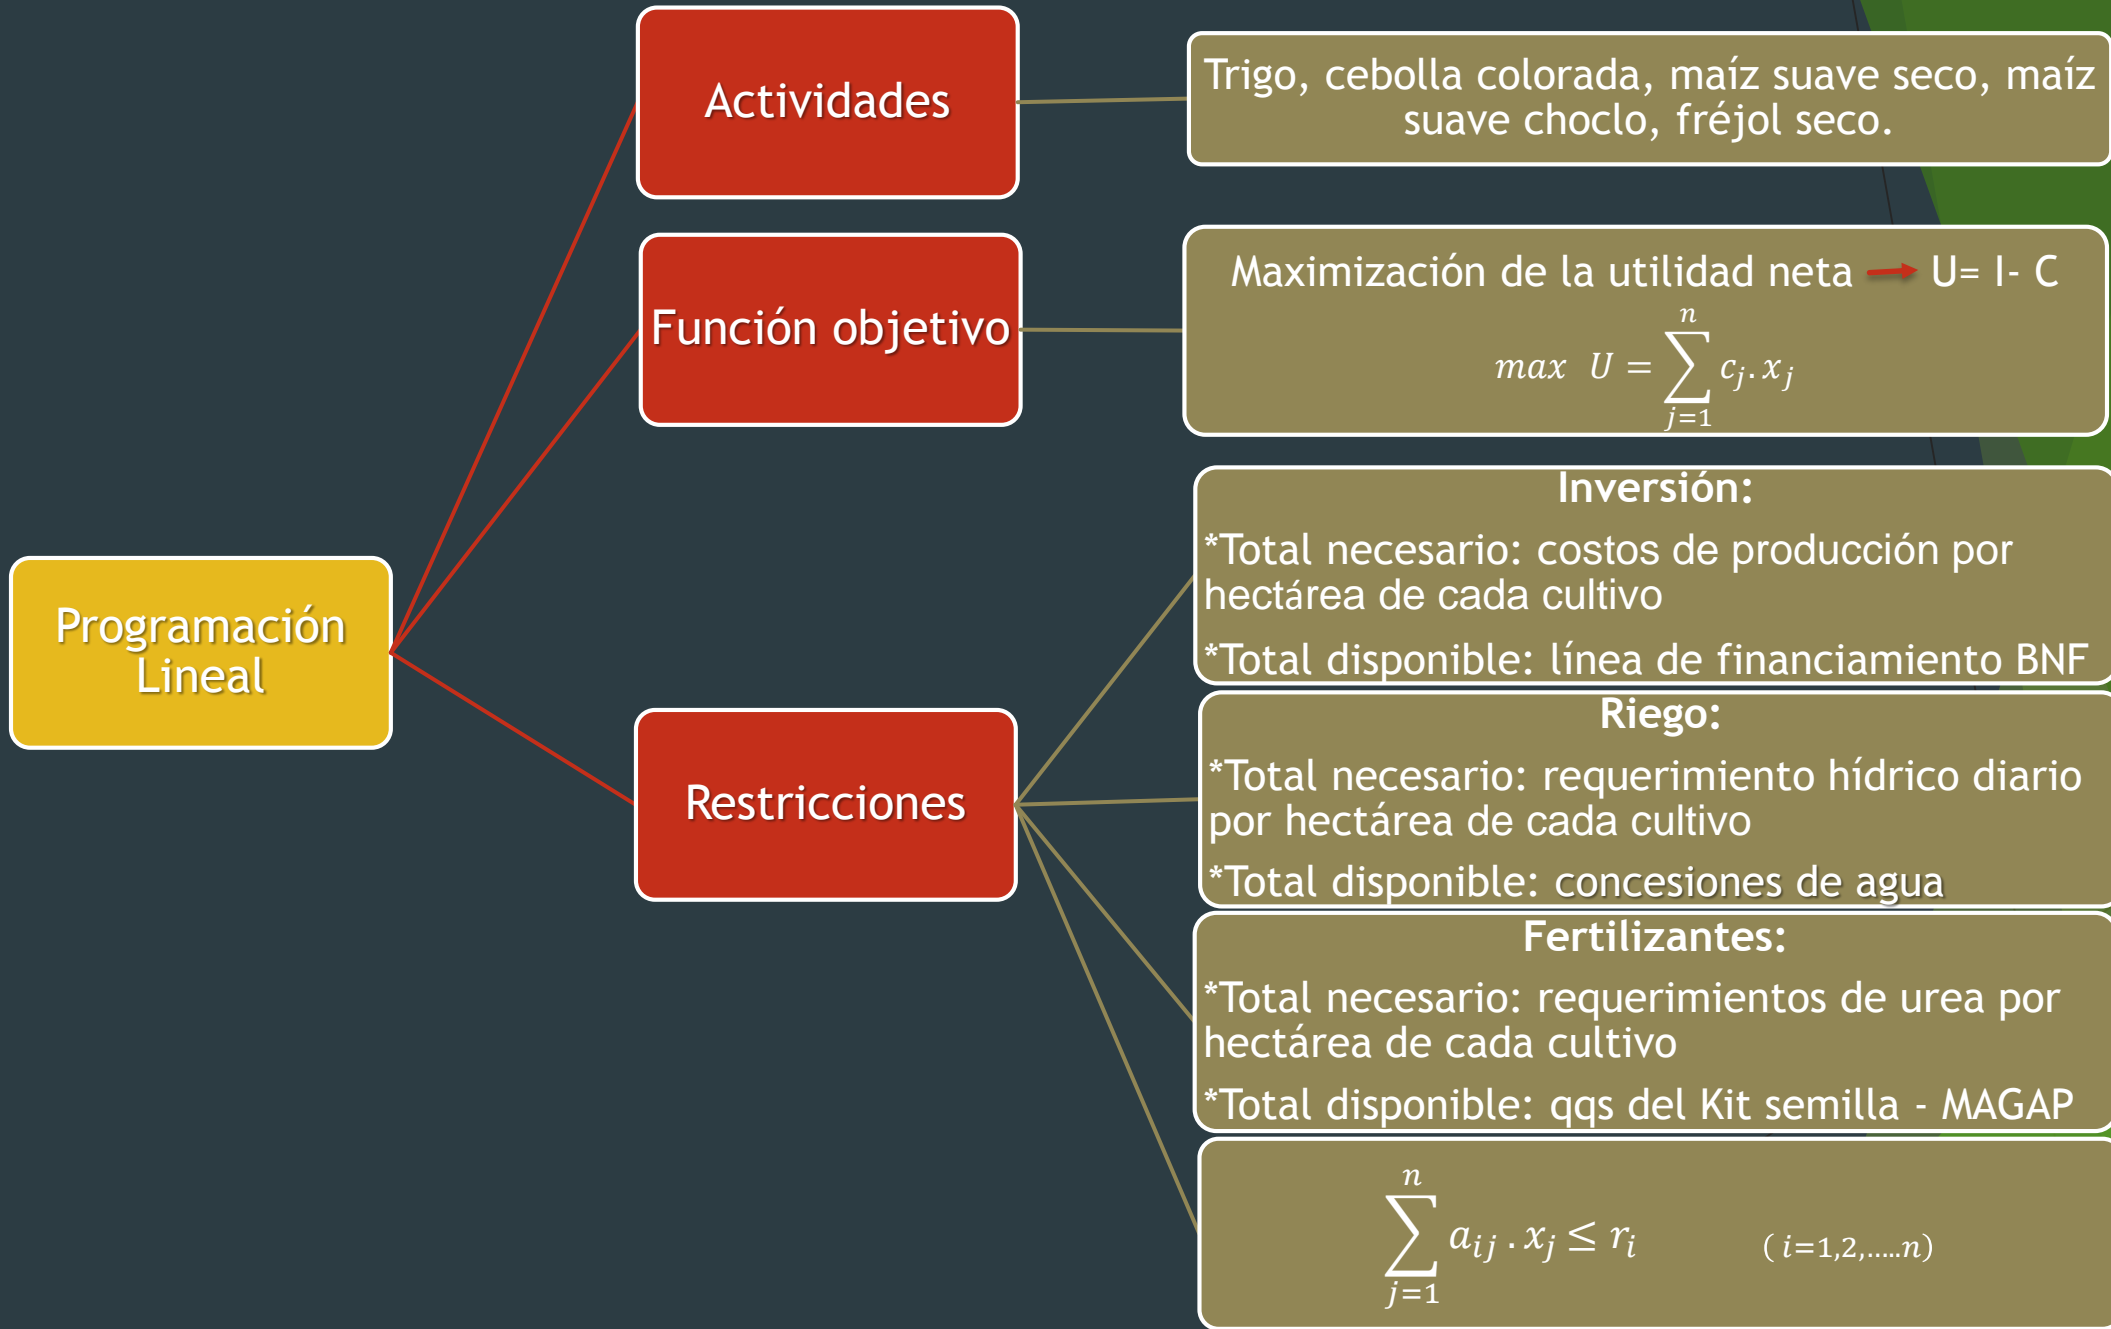 Programación
Lineal
Actividades
Trigo, cebolla colorada, maíz suave seco, maíz
suave choclo, fréjol seco.
Función objetivo
Maximización de la utilidad neta → U= I- C
max U = ∑_{j=1}^{n} c_j . x_j
Restricciones
Inversión:
*Total necesario: costos de producción por
hectárea de cada cultivo
*Total disponible: línea de financiamiento BNF
Riego:
*Total necesario: requerimiento hídrico diario
por hectárea de cada cultivo
*Total disponible: concesiones de agua
Fertilizantes:
*Total necesario: requerimientos de urea por
hectárea de cada cultivo
*Total disponible: qqs del Kit semilla - MAGAP
∑_{j=1}^{n} a_{ij} . x_j ≤ r_i ( i=1,2,.....n)